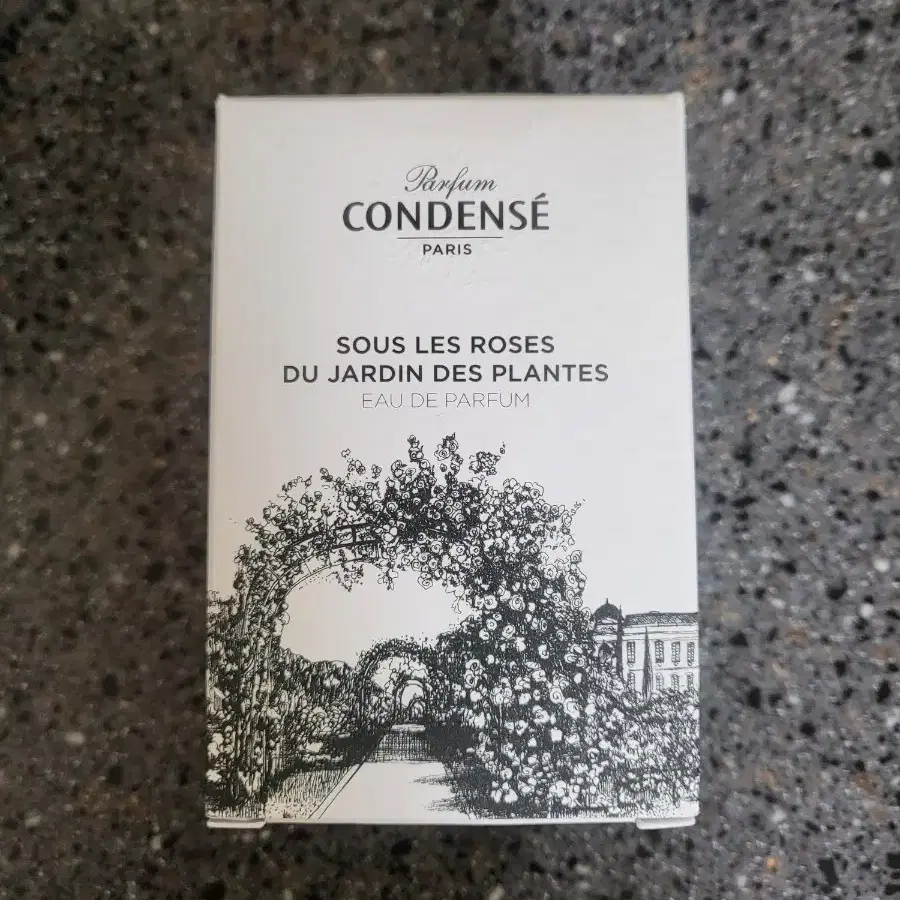 Parfum
CONDENSÉ
PARIS
SOUS LES ROSES
DU JARDIN DES PLANTES
EAU DE PARFUM